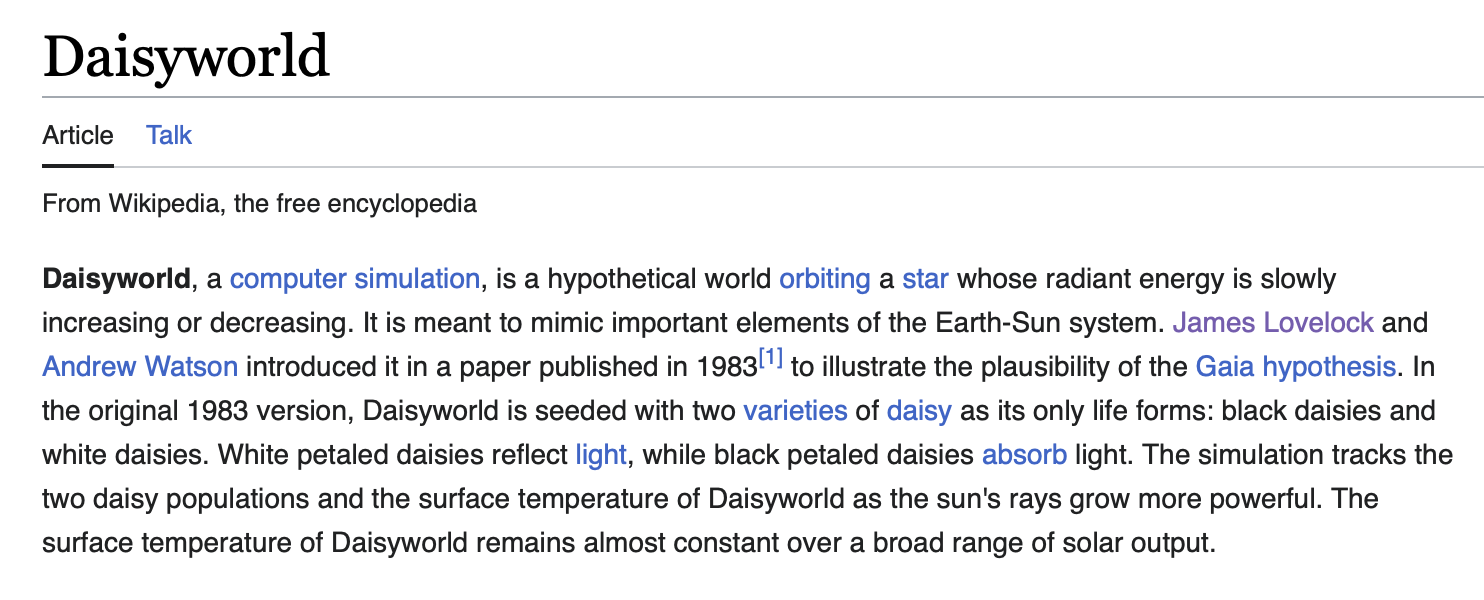 Daisyworld
Article Talk
From Wikipedia, the free encyclopedia
Daisyworld, a computer simulation, is a hypothetical world orbiting a star whose radiant energy is slowly
increasing or decreasing. It is meant to mimic important elements of the Earth-Sun system. James Lovelock and
Andrew Watson introduced it in a paper published in 1983[1] to illustrate the plausibility of the Gaia hypothesis. In
the original 1983 version, Daisyworld is seeded with two varieties of daisy as its only life forms: black daisies and
white daisies. White petaled daisies reflect light, while black petaled daisies absorb light. The simulation tracks the
two daisy populations and the surface temperature of Daisyworld as the sun's rays grow more powerful. The
surface temperature of Daisyworld remains almost constant over a broad range of solar output.